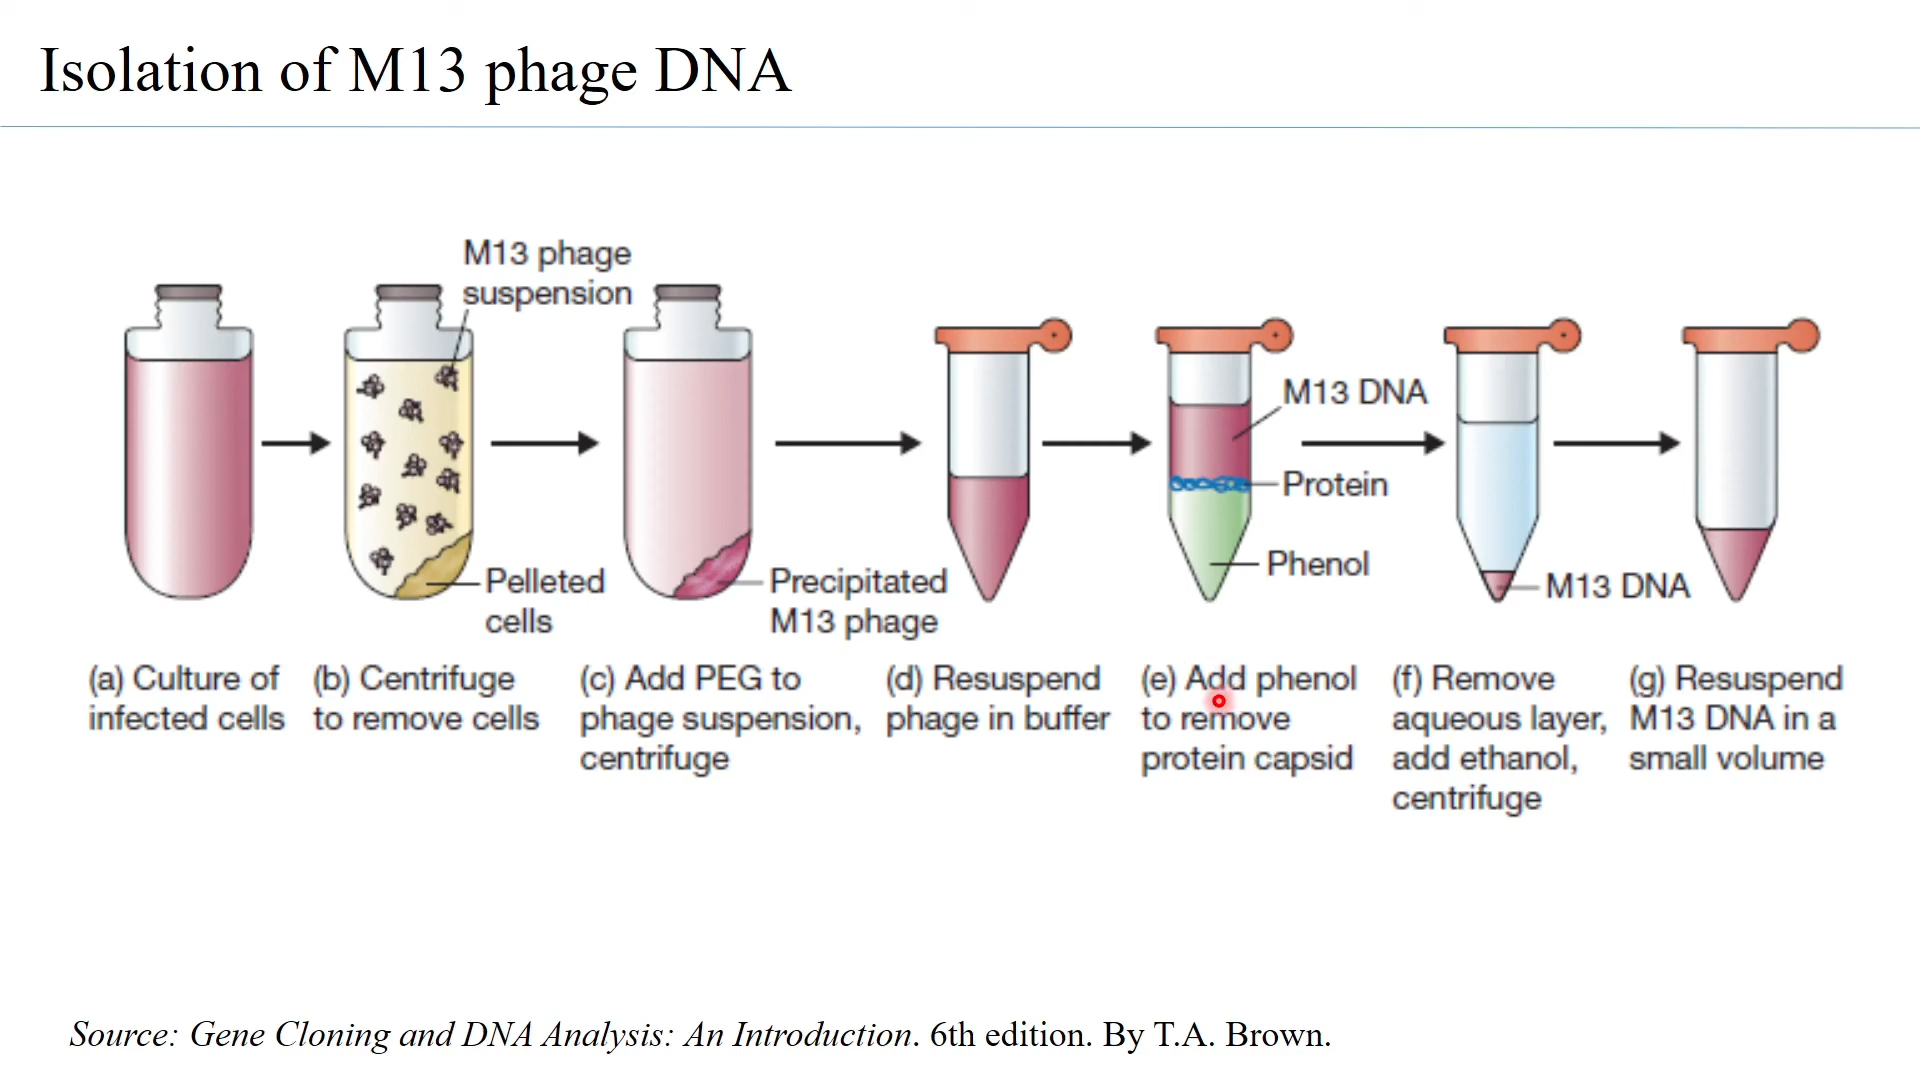 Isolation of M13 phage DNA
M13 phage
suspension
Pelleted
cells
Precipitated
M13 phage
M13 DNA
Protein
Phenol
M13 DNA
(a) Culture of
infected cells
(b) Centrifuge
to remove cells
(c) Add PEG to
phage suspension,
centrifuge
(d) Resuspend
phage in buffer
(e) Add phenol
to remove
protein capsid
(f) Remove
aqueous layer,
add ethanol,
centrifuge
(g) Resuspend
M13 DNA in a
small volume
Source: Gene Cloning and DNA Analysis: An Introduction. 6th edition. By T.A. Brown.